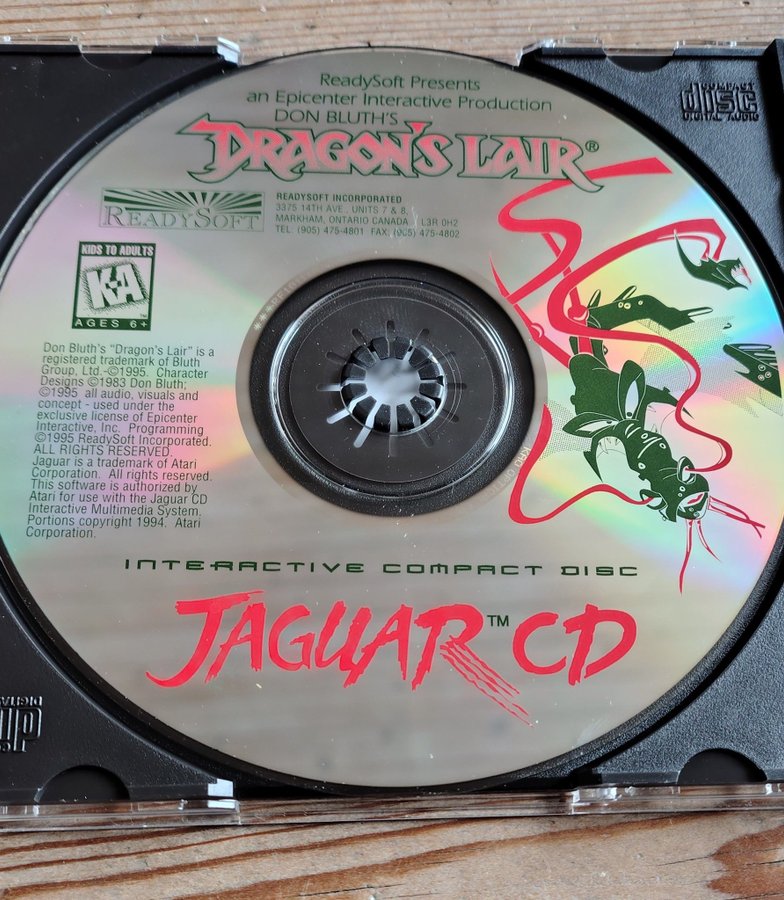 ReadySoft Presents
an Epicenter Interactive Production
DON BLUTH'S
DRAGON'S LAIR®
COMPACT
disc
DIGITAL AUDIO
READYSOFT
READYSOFT INCORPORATED
3375 14TH AVE., UNITS 7 & 8,
MARKHAM, ONTARIO CANADA L3R 0H2
TEL: (905) 475-4801 FAX: (905) 475-4802
KIDS TO ADULTS
K-A
AGES 6+
Don Bluth's "Dragon's Lair" is a
registered trademark of Bluth
Group, Ltd.-©1995. Character
Designs ©1983 Don Bluth;
©1995 all audio, visuals and
concept - used under the
exclusive license of Epicenter
Interactive, Inc. Programming
©1995 ReadySoft Incorporated.
ALL RIGHTS RESERVED.
Jaguar is a trademark of Atari
Corporation. All rights reserved.
This software is authorized by
Atari for use with the Jaguar CD
Interactive Multimedia System.
Portions copyright 1994. Atari
Corporation.
INTERACTIVE COMPACT DISC
JAGUAR™ CD